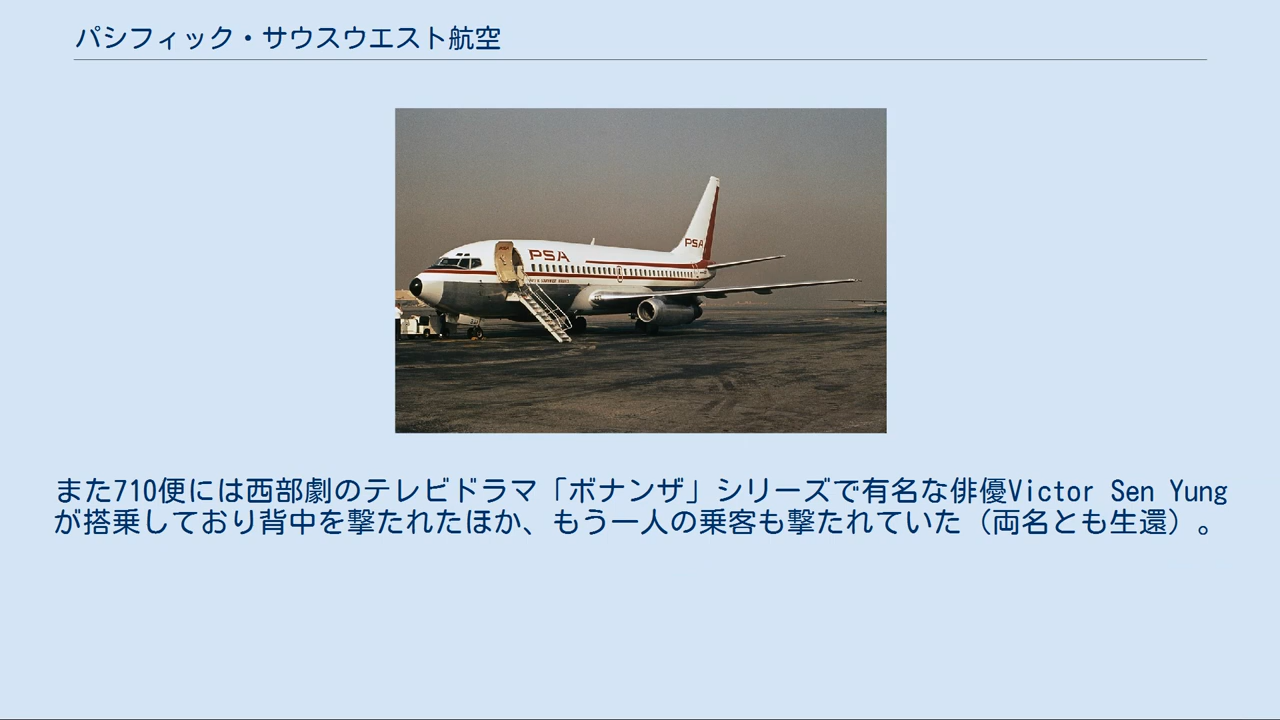 パシフィック・サウスウエスト航空
PSA
PSA
また710便には西部劇のテレビドラマ「ボナンザ」シリーズで有名な俳優Victor Sen Yung
が搭乗しており背中を撃たれたほか、もう一人の乗客も撃たれていた（両名とも生還）。